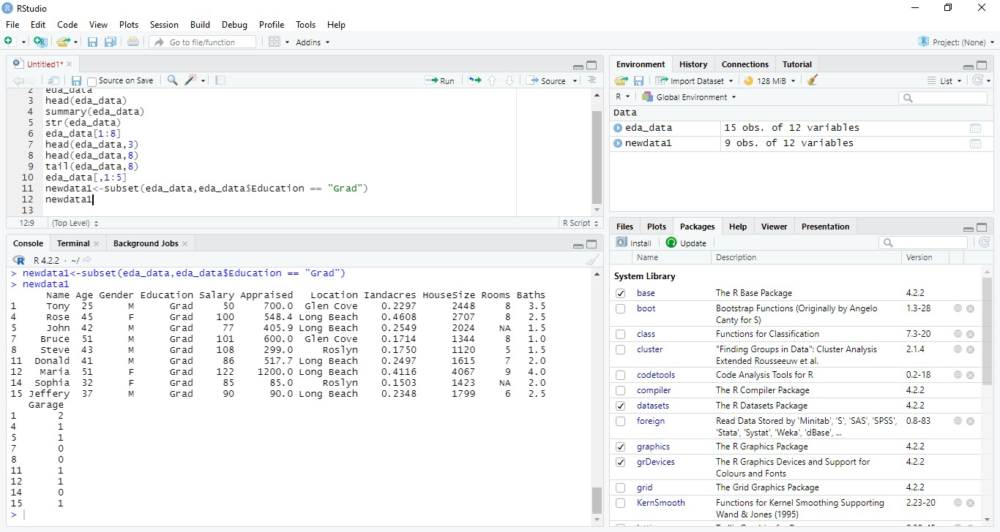 RStudio
File Edit Code View Plots Session Build Debug Profile Tools Help
Go to file/function Addins Project: (None)
Untitled1*
Source on Save Run Source
2 eda_data
3 head(eda_data)
4 summary(eda_data)
5 str(eda_data)
6 eda_data[1:8]
7 head(eda_data,3)
8 head(eda_data,8)
9 tail(eda_data,8)
10 eda_data[,1:5]
11 newdata1<-subset(eda_data,eda_data$Education == "Grad")
12 newdata1
13
12:9 (Top Level) R Script
Console Terminal Background Jobs
R 4.2.2 · ~/
> newdata1<-subset(eda_data,eda_data$Education == "Grad")
> newdata1
Name Age Gender Education Salary Appraised Location Iandacres HouseSize Rooms Baths
1 Tony 25 M Grad 50 700.0 Glen Cove 0.2297 2448 8 3.5
4 Rose 45 F Grad 100 548.4 Long Beach 0.4608 2707 8 2.5
5 John 42 M Grad 77 405.9 Long Beach 0.2549 2024 NA 1.5
7 Bruce 51 M Grad 101 600.0 Glen Cove 0.1714 1344 8 1.0
8 Steve 43 M Grad 108 299.0 Roslyn 0.1750 1120 5 1.5
11 Donald 41 M Grad 86 517.7 Long Beach 0.2497 1615 7 2.0
12 Maria 51 F Grad 122 1200.0 Long Beach 0.4116 4067 9 4.0
14 Sophia 32 F Grad 85 85.0 Roslyn 0.1503 1423 NA 2.0
15 Jeffery 37 M Grad 90 90.0 Long Beach 0.2348 1799 6 2.5
Garage
1 2
4 1
5 1
7 0
8 0
11 1
12 1
14 0
15 1
>
Environment History Connections Tutorial
Import Dataset 128 MiB List
R Global Environment
Data
eda_data 15 obs. of 12 variables
newdata1 9 obs. of 12 variables
Files Plots Packages Help Viewer Presentation
Install Update
Name Description Version
System Library
base The R Base Package 4.2.2
boot Bootstrap Functions (Originally by Angelo 1.3-28
Canty for S)
class Functions for Classification 7.3-20
cluster "Finding Groups in Data": Cluster Analysis 2.1.4
Extended Rousseeuw et al.
codetools Code Analysis Tools for R 0.2-18
compiler The R Compiler Package 4.2.2
datasets The R Datasets Package 4.2.2
foreign Read Data Stored by 'Minitab', 'S', 'SAS', 'SPSS', 0.8-83
'Stata', 'Systat', 'Weka', 'dBase', ...
graphics The R Graphics Package 4.2.2
grDevices The R Graphics Devices and Support for 4.2.2
Colours and Fonts
grid The Grid Graphics Package 4.2.2
KernSmooth Functions for Kernel Smoothing Supporting 2.23-20
Wand & Jones (1995)